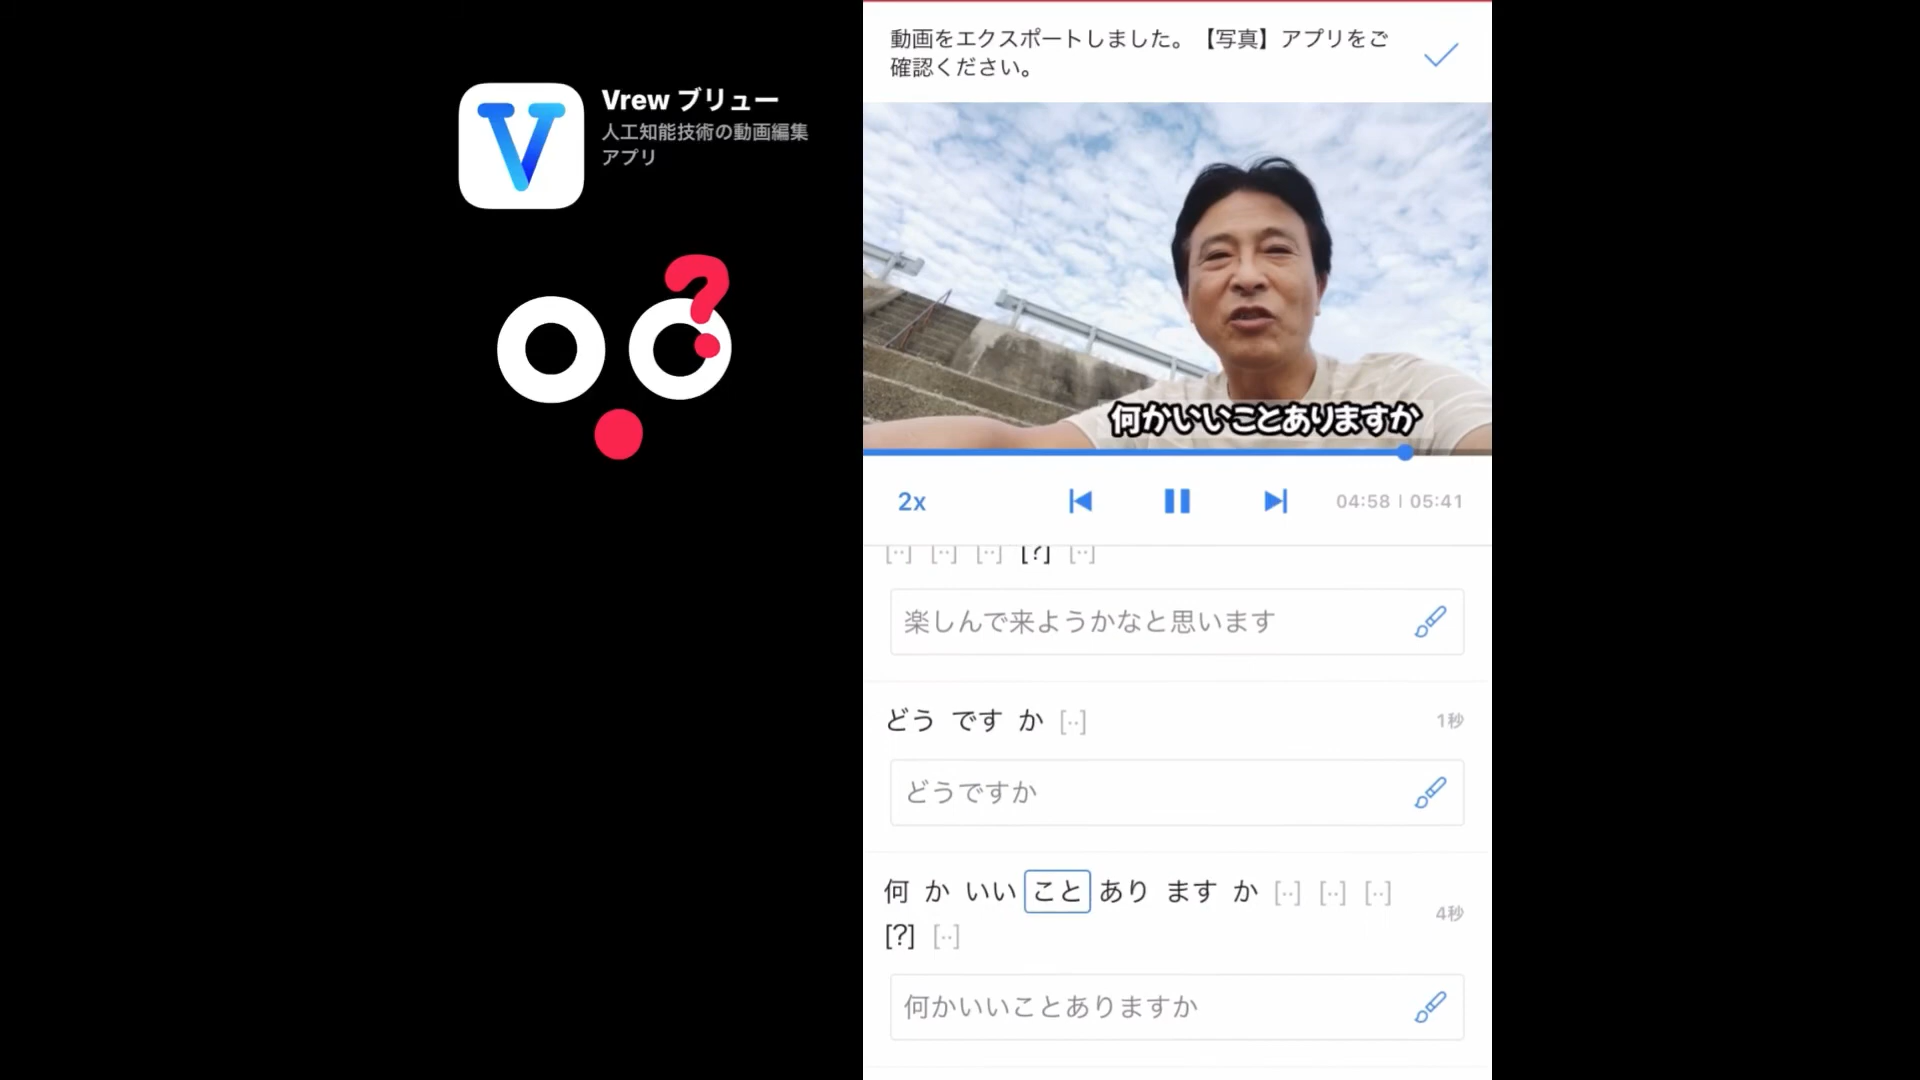 Vrew ブリュー
人工知能技術の動画編集
アプリ
?
動画をエクスポートしました。【写真】アプリをご
確認ください。
何かいいことありますか
2x
04:58 | 05:41
[··] [··] [··] [?] [··]
楽しんで来ようかなと思います
どう です か [··]
1秒
どうですか
何 か いい こと あり ます か [··] [··] [··]
[?] [··]
4秒
何かいいことありますか